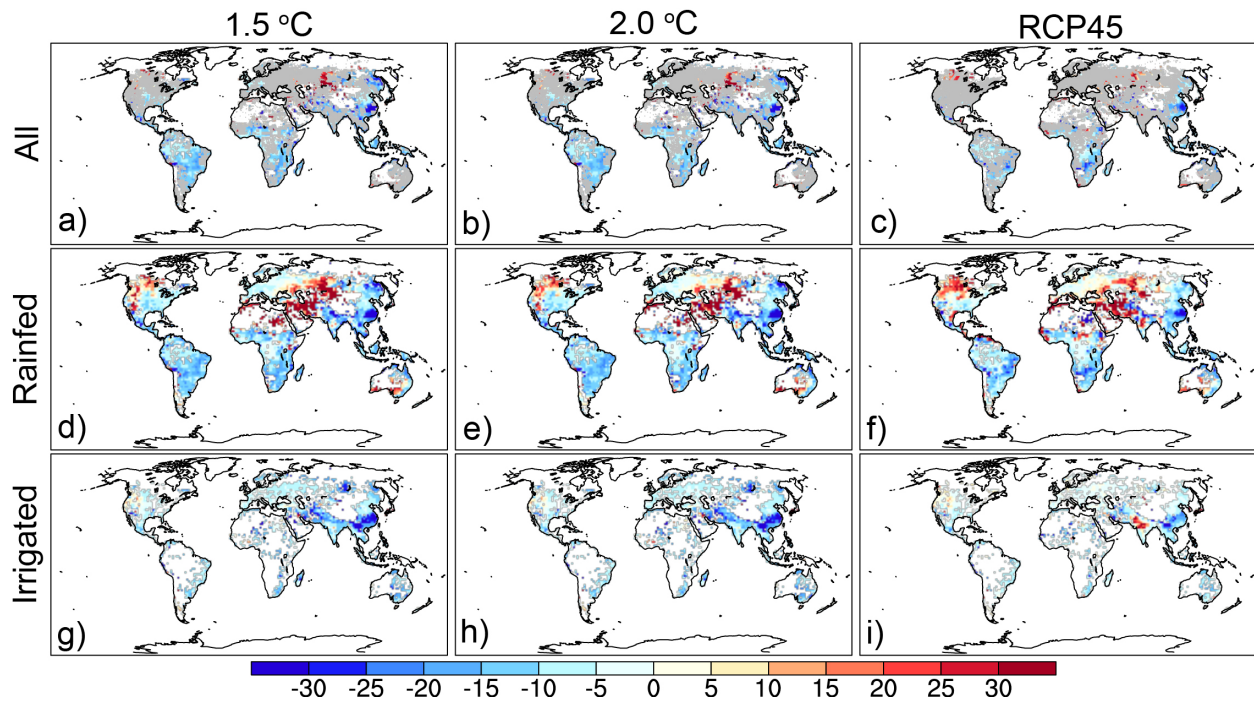 1.5 °C 2.0 °C RCP45
All
a) b) c)
Rainfed
d) e) f)
Irrigated
g) h) i)
-30 -25 -20 -15 -10 -5 0 5 10 15 20 25 30